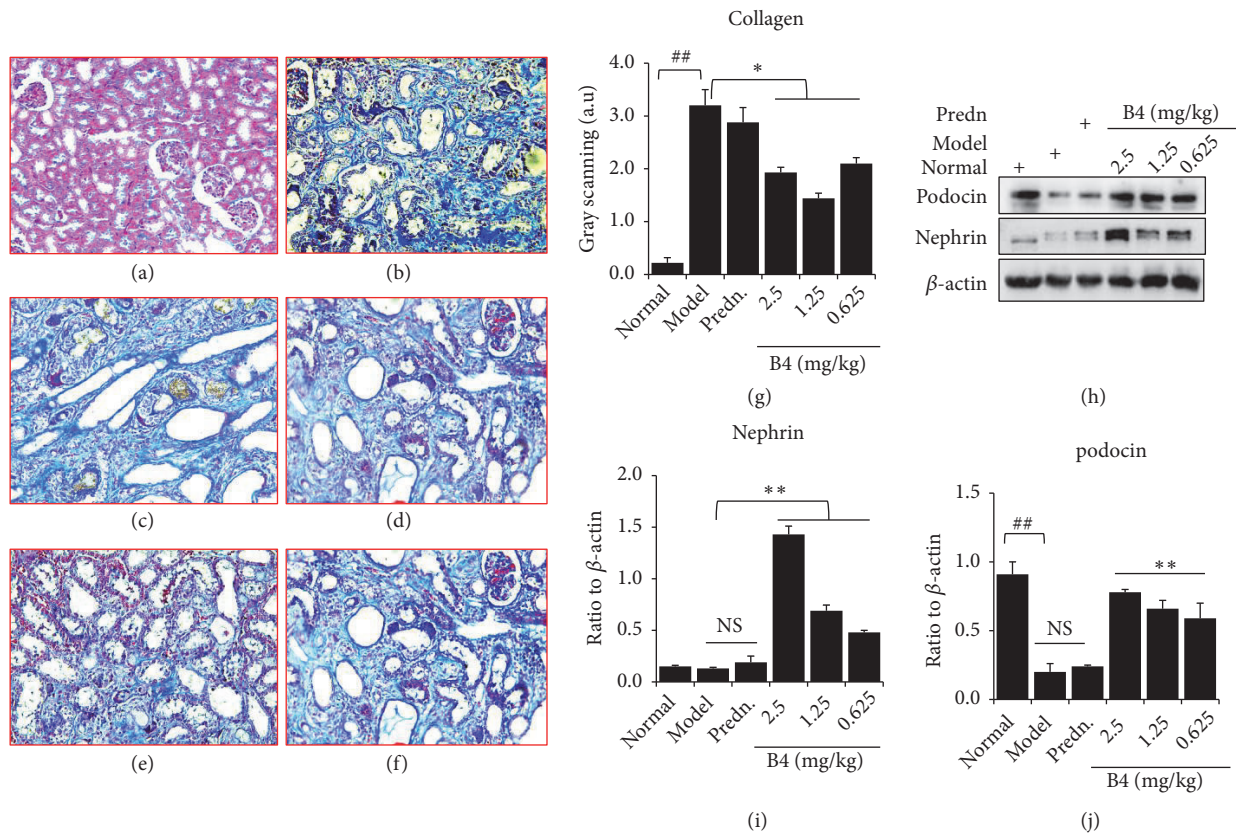 (a)
(b)
(c)
(d)
(e)
(f)
Collagen
Gray scanning (a.u)
4.0
3.0
2.0
1.0
0.0
##
*
Normal
Model
Predn.
2.5
1.25
0.625
B4 (mg/kg)
(g)
Predn
Model
Normal
+
+
+
B4 (mg/kg)
2.5
1.25
0.625
Podocin
Nephrin
β-actin
(h)
Nephrin
Ratio to β-actin
2.0
1.5
1.0
0.5
0.0
NS
**
Normal
Model
Predn.
2.5
1.25
0.625
B4 (mg/kg)
(i)
podocin
Ratio to β-actin
1.5
1.0
0.5
0.0
##
NS
**
Normal
Model
Predn.
2.5
1.25
0.625
B4 (mg/kg)
(j)